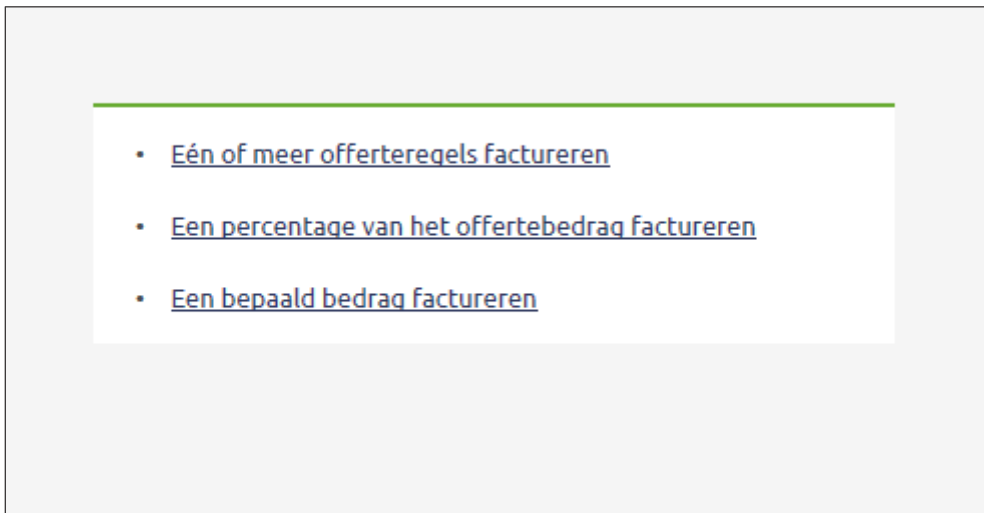 • Eén of meer offerteregels factureren
• Een percentage van het offertebedrag factureren
• Een bepaald bedrag factureren